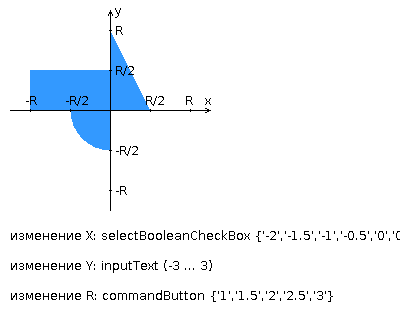 y
R
R/2
-R -R/2 R/2 R x
-R/2
-R
изменение X: selectBooleanCheckBox {'-2','-1.5','-1','-0.5','0','0
изменение Y: inputText (-3 ... 3)
изменение R: commandButton {'1','1.5','2','2.5','3'}